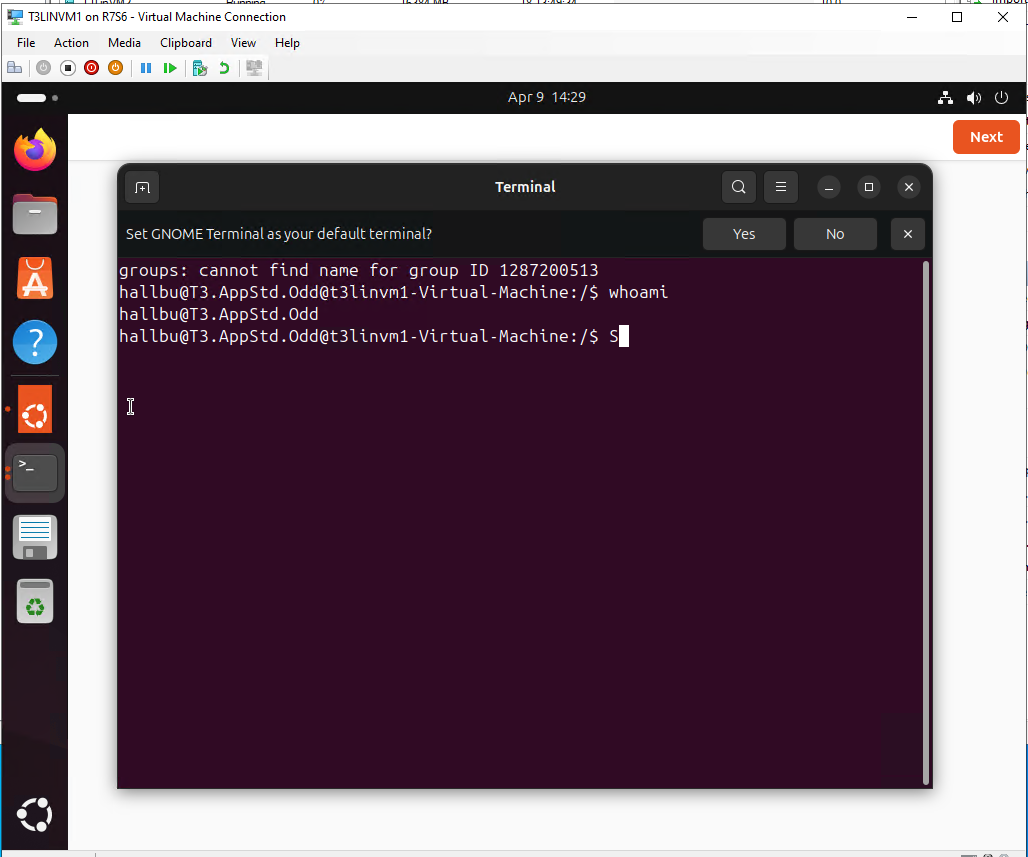 T3LINVM1 on R7S6 - Virtual Machine Connection
File Action Media Clipboard View Help
Apr 9 14:29
Next
Terminal
Set GNOME Terminal as your default terminal?
Yes
No
groups: cannot find name for group ID 1287200513
hallbu@T3.AppStd.Odd@t3linvm1-Virtual-Machine:/$ whoami
hallbu@T3.AppStd.Odd
hallbu@T3.AppStd.Odd@t3linvm1-Virtual-Machine:/$ S